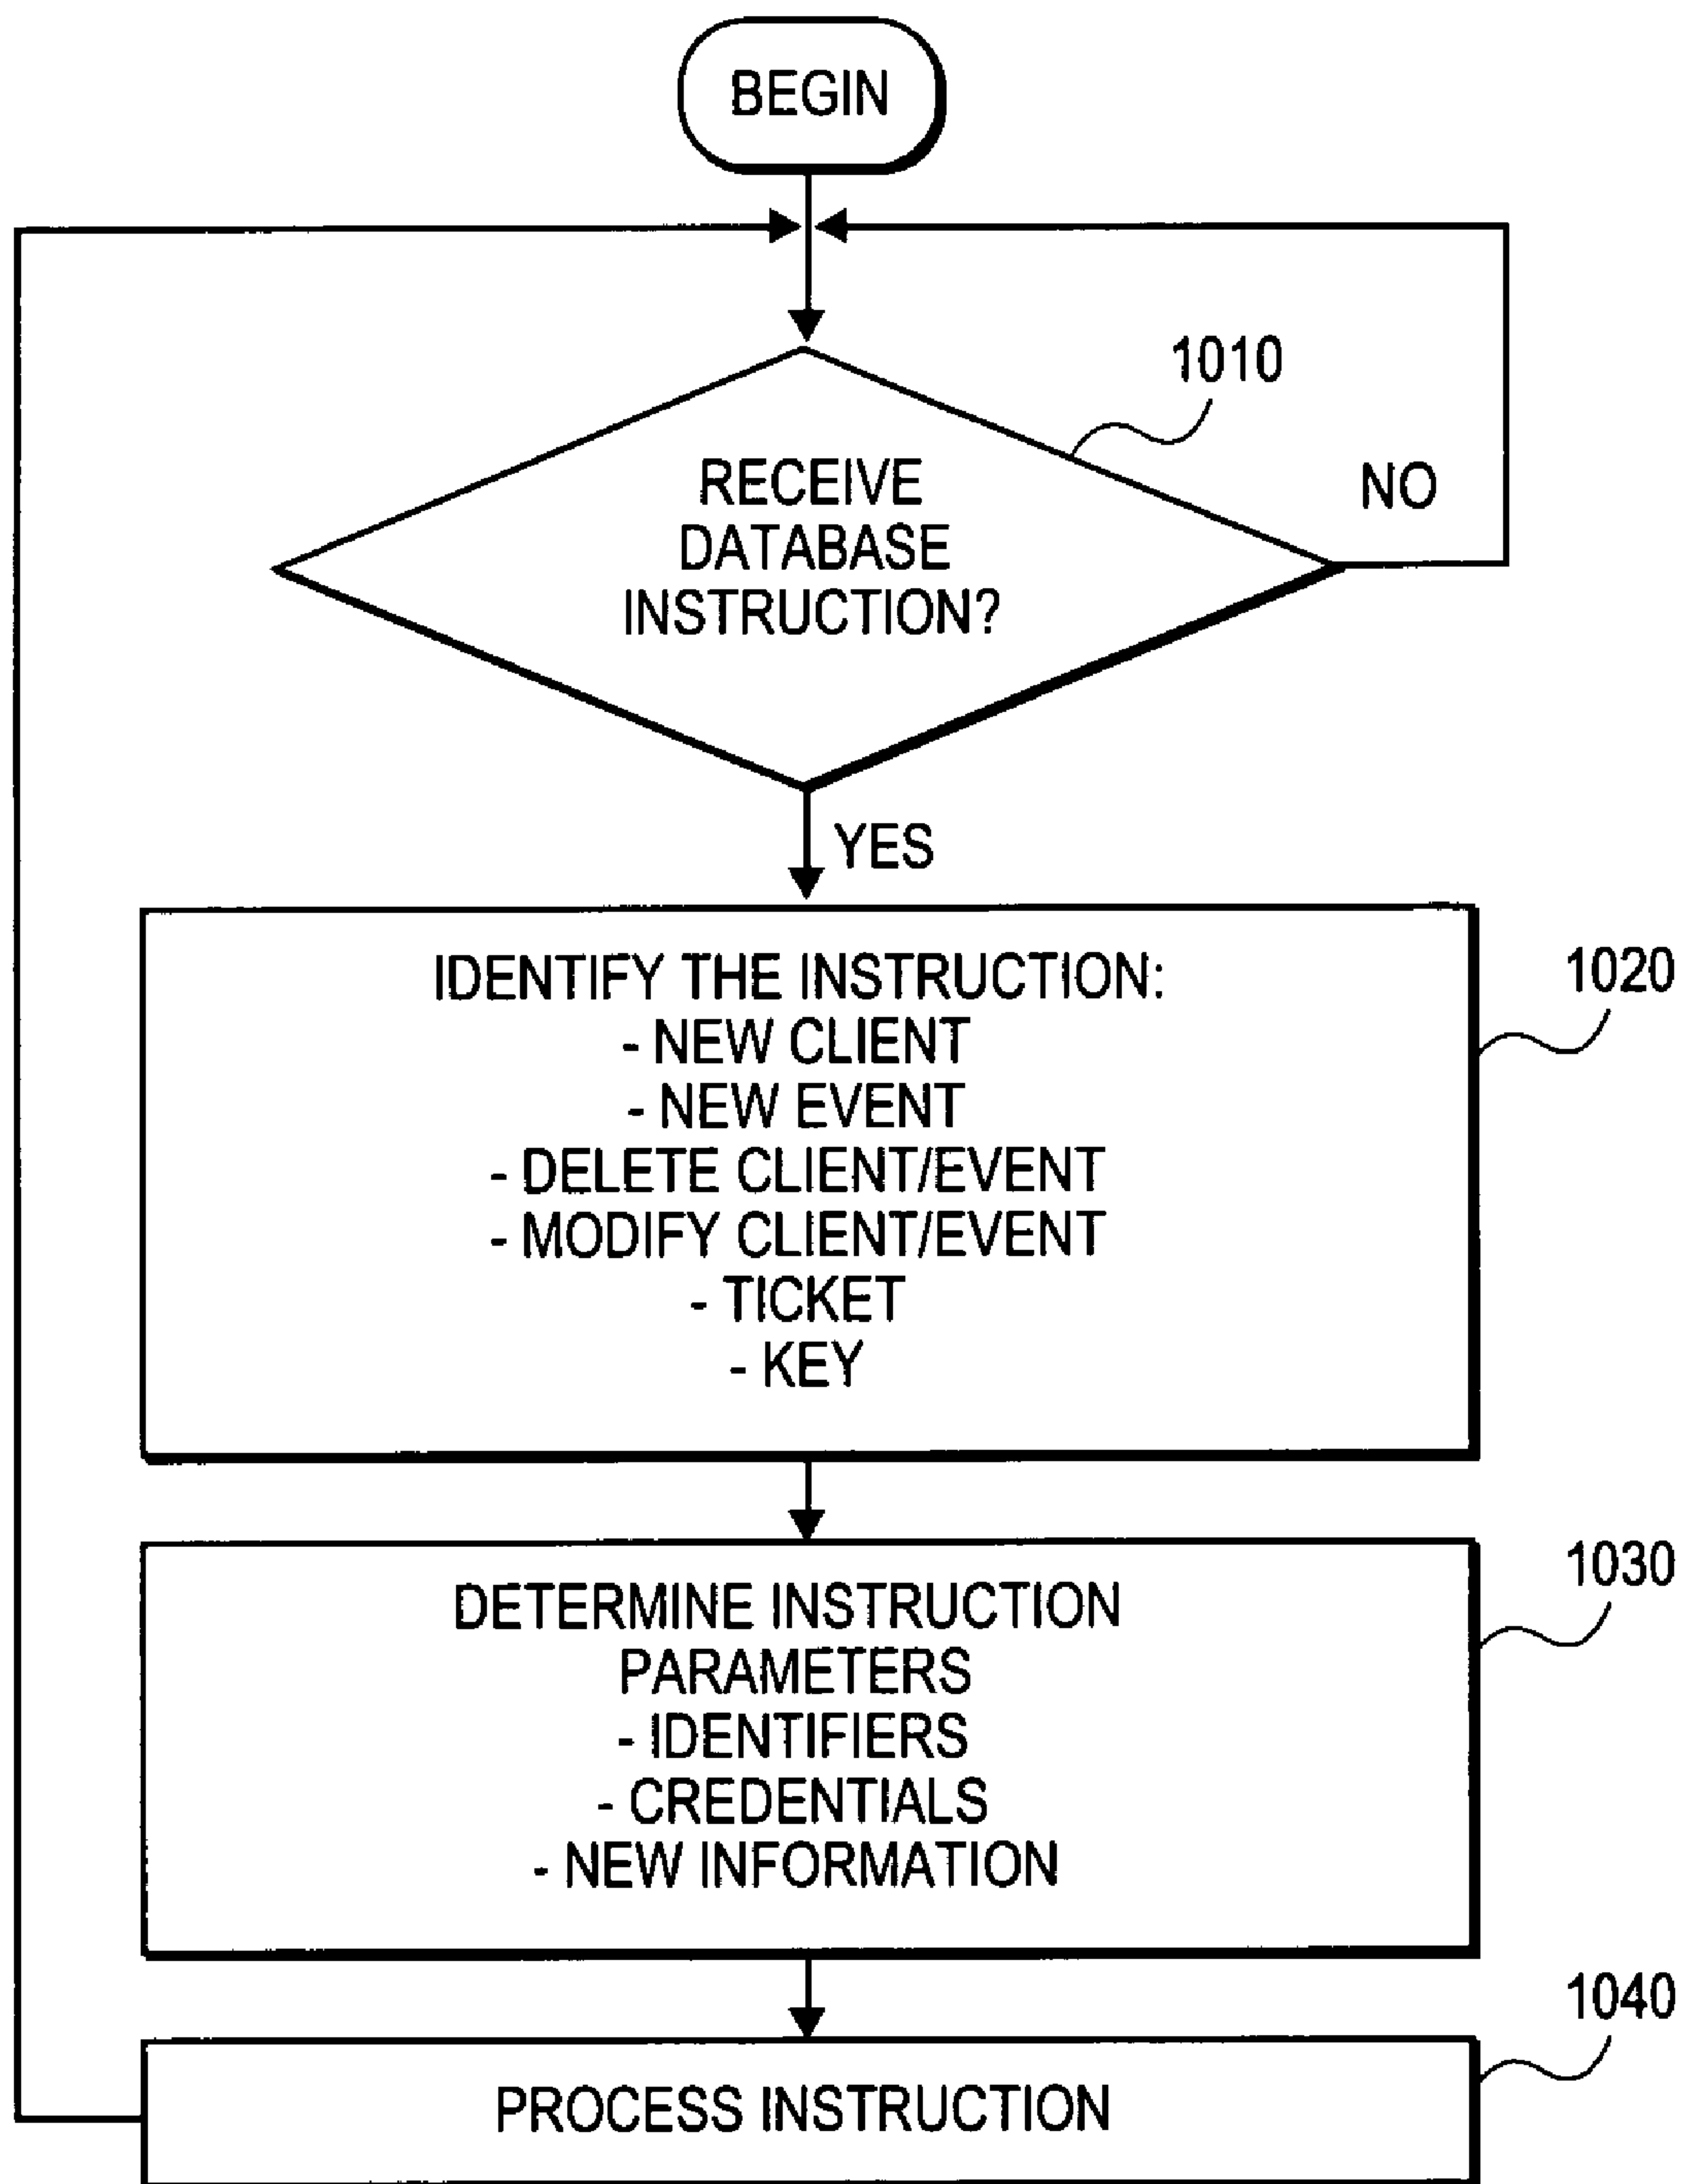 BEGIN
1010
RECEIVE
DATABASE
INSTRUCTION?
NO
YES
1020
IDENTIFY THE INSTRUCTION:
- NEW CLIENT
- NEW EVENT
- DELETE CLIENT/EVENT
- MODIFY CLIENT/EVENT
- TICKET
- KEY
1030
DETERMINE INSTRUCTION
PARAMETERS
- IDENTIFIERS
- CREDENTIALS
- NEW INFORMATION
1040
PROCESS INSTRUCTION